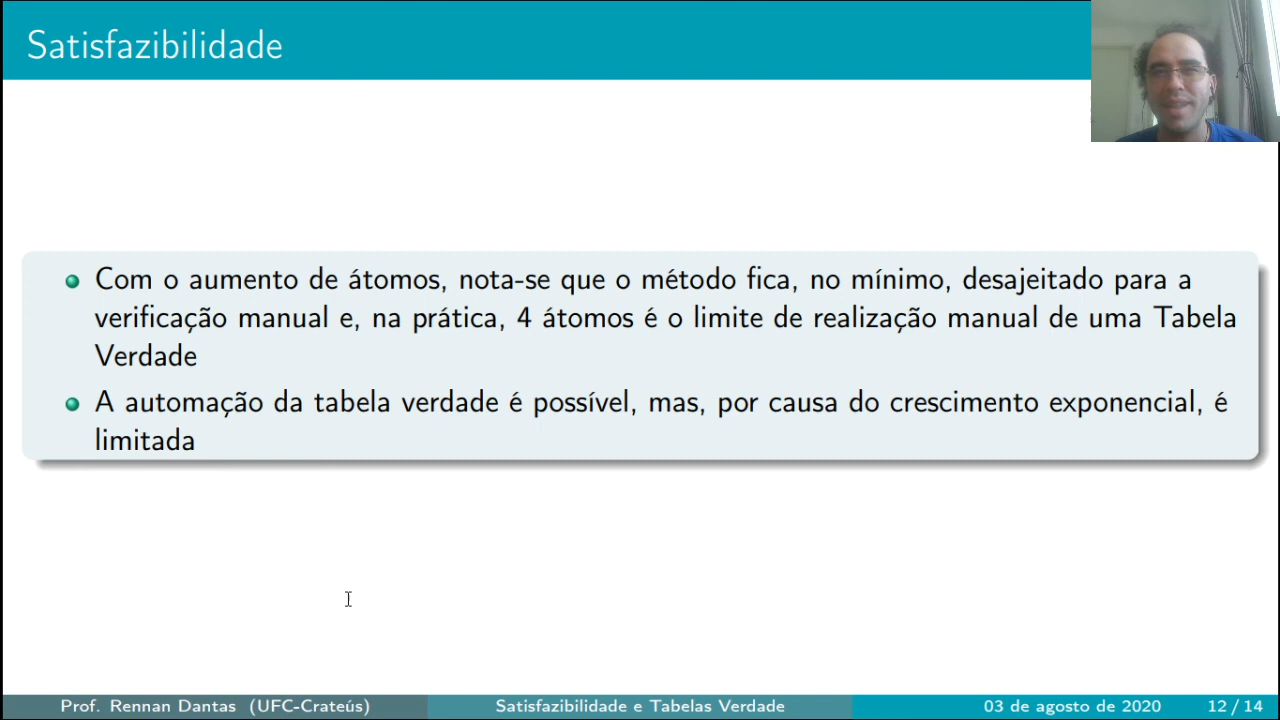 Satisfazibilidade
Com o aumento de átomos, nota-se que o método fica, no mínimo, desajeitado para a
verificação manual e, na prática, 4 átomos é o limite de realização manual de uma Tabela
Verdade
A automação da tabela verdade é possível, mas, por causa do crescimento exponencial, é
limitada
Prof. Rennan Dantas (UFC-Crateús)
Satisfazibilidade e Tabelas Verdade
03 de agosto de 2020
12 / 14